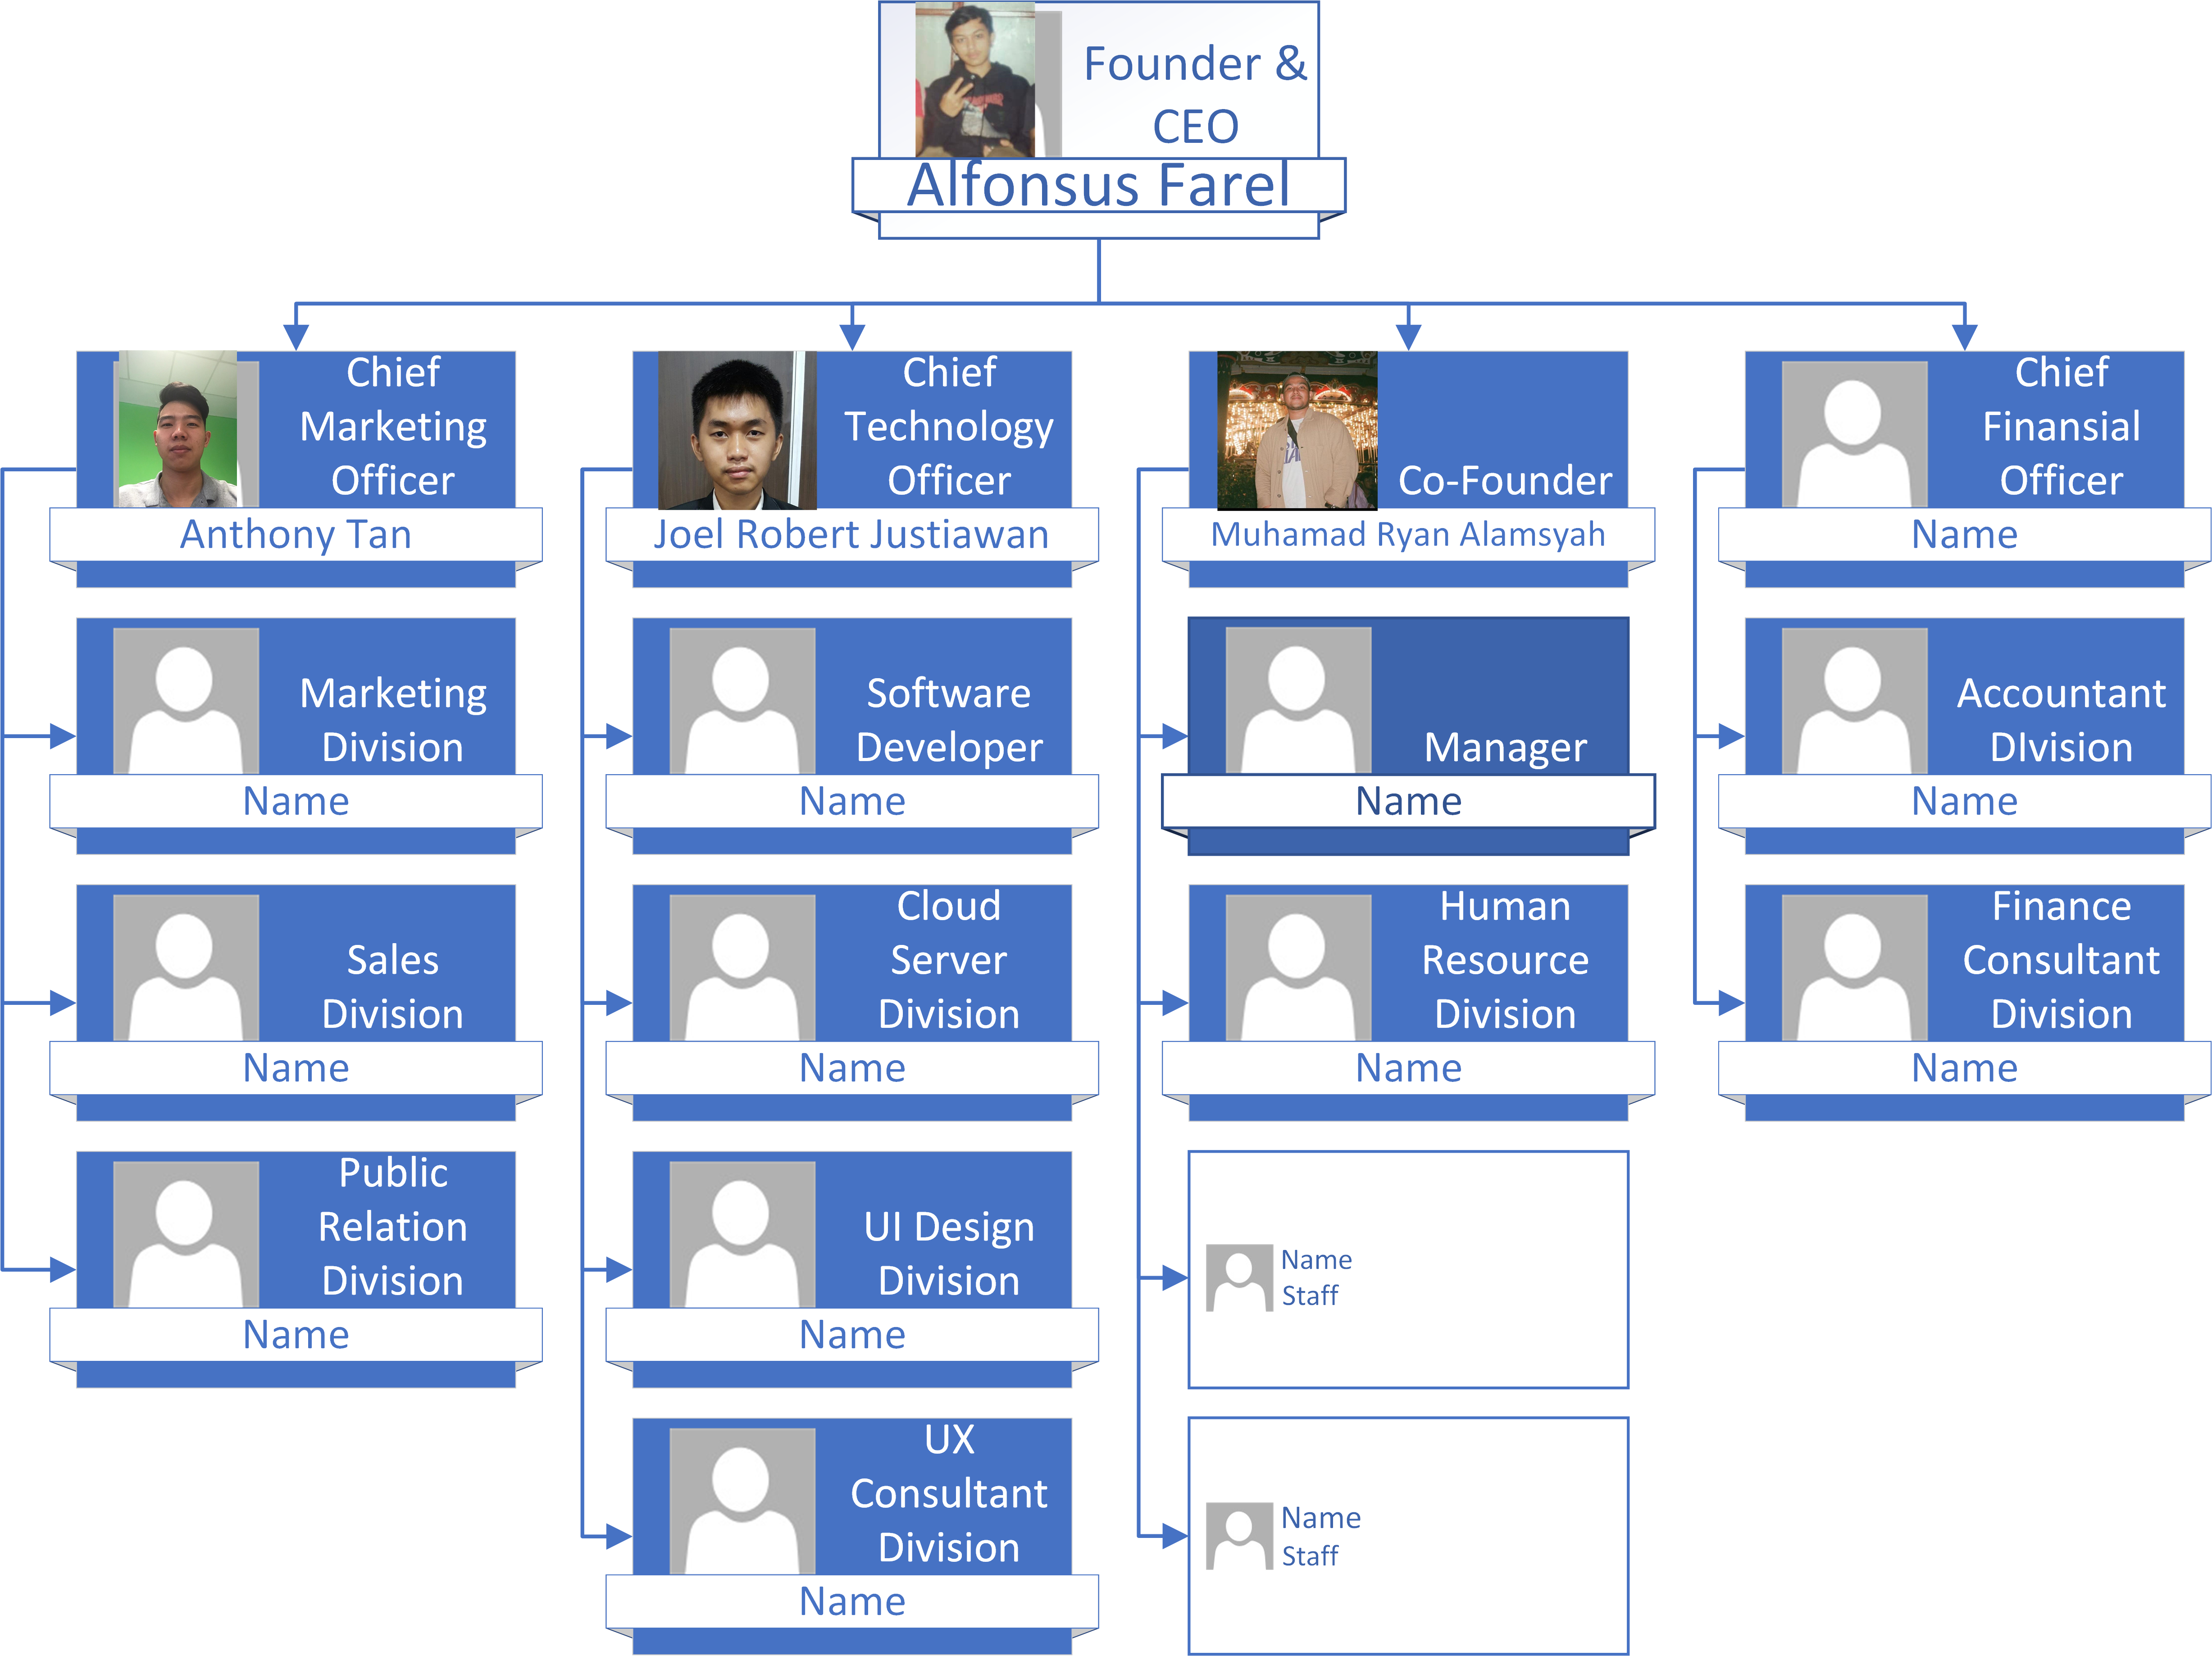 Founder &
CEO
Alfonsus Farel
Chief
Marketing
Officer
Anthony Tan
Chief
Technology
Officer
Joel Robert Justiawan
Co-Founder
Muhamad Ryan Alamsyah
Chief
Finansial
Officer
Name
Marketing
Division
Name
Software
Developer
Name
Manager
Name
Accountant
DIvision
Name
Sales
Division
Name
Cloud
Server
Division
Name
Human
Resource
Division
Name
Finance
Consultant
Division
Name
Public
Relation
Division
Name
UI Design
Division
Name
Name
Staff
UX
Consultant
Division
Name
Name
Staff